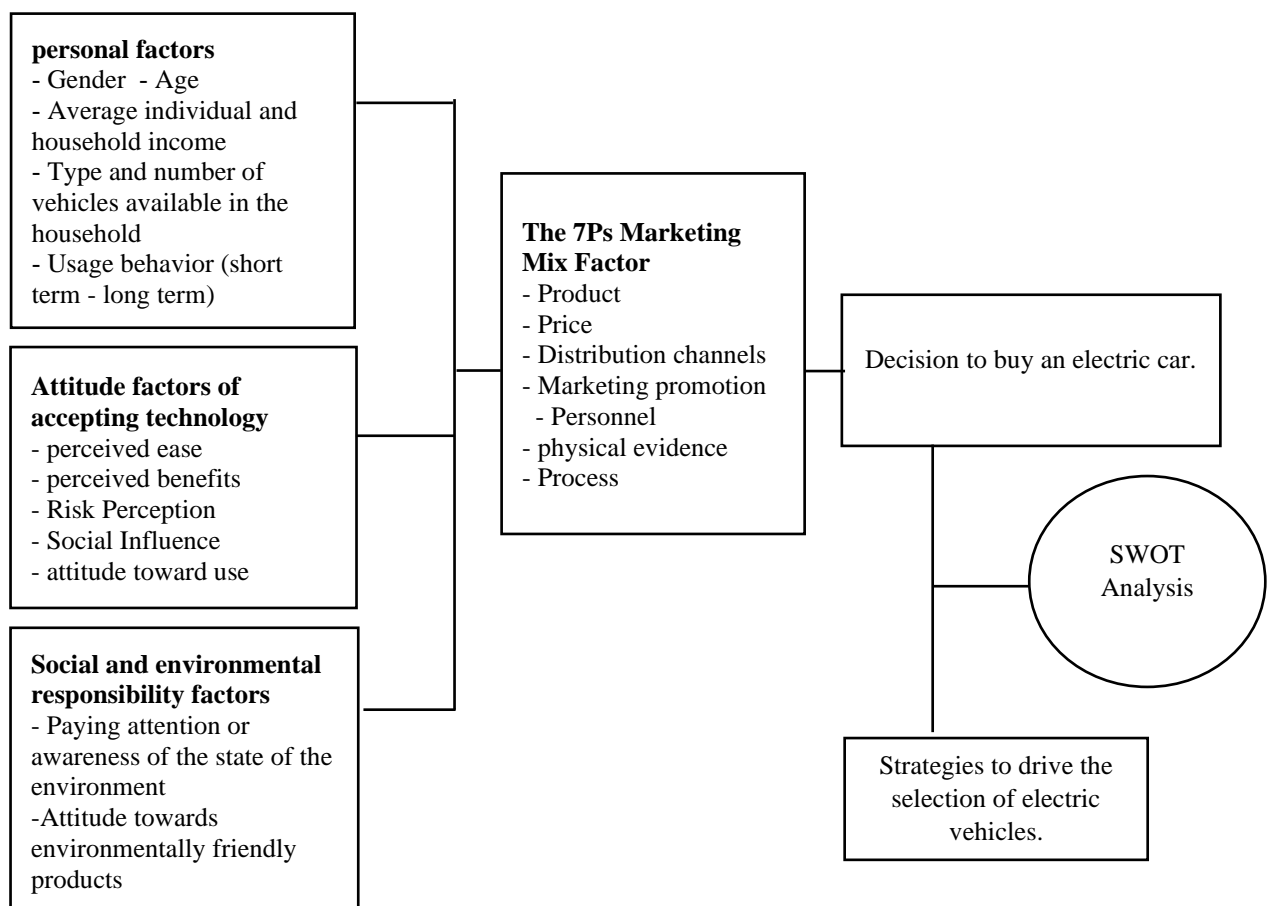 personal factors
- Gender  - Age
- Average individual and
household income
- Type and number of
vehicles available in the
household
- Usage behavior (short
term - long term)
Attitude factors of
accepting technology
- perceived ease
- perceived benefits
- Risk Perception
- Social Influence
- attitude toward use
Social and environmental
responsibility factors
- Paying attention or
awareness of the state of the
environment
-Attitude towards
environmentally friendly
products
The 7Ps Marketing
Mix Factor
- Product
- Price
- Distribution channels
- Marketing promotion
- Personnel
- physical evidence
- Process
Decision to buy an electric car.
SWOT
Analysis
Strategies to drive the
selection of electric
vehicles.